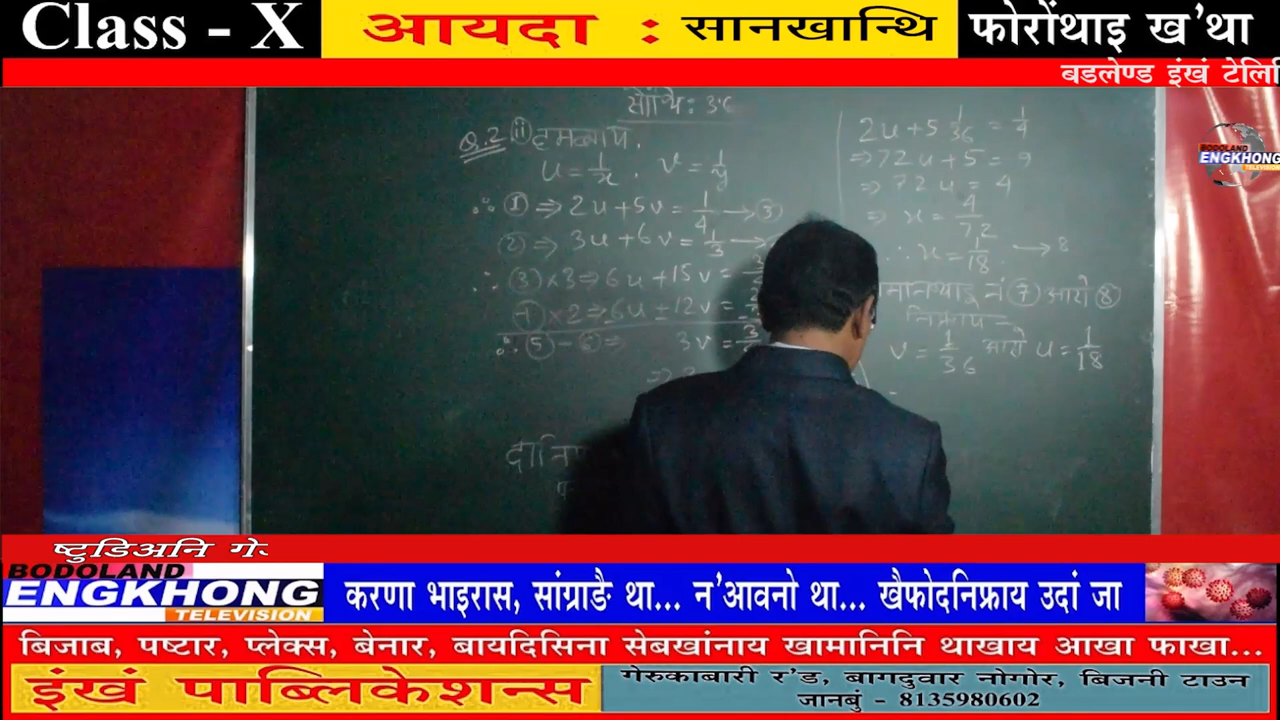 Class - X
आयदा : सानखान्थि
फोरोंथाइ ख'था
बडलेण्ड इंखं टेलि
BODOLAND
ENGKHONG
TELEVISION
Q.2 (ii)
u = 1/x . v = 1/y
∴ ① ⇒ 2u + 5v = 1/4 → ③
② ⇒ 3u + 6v = 1/3 →
∴ ③ × 3 ⇒ 6u + 15v =
× 2 ⇒ 6u ± 12v =
∴ ⑤ - ⑥ ⇒ 3v =
2u + 5 1/36 = 1/4
⇒ 72u + 5 = 9
⇒ 72u = 4
⇒ x = 4/72
∴ x = 1/18 → 8
नं ⑦ आरो ⑧
v = 1/36 आरो u = 1/18
ष्टुडिअनि गेः
BODOLAND
ENGKHONG
TELEVISION
करणा भाइरास, सांग्राङै था... न'आवनो था... खैफोदनिफ्राय उदां जा
बिजाब, पष्टार, प्लेक्स, बेनार, बायदिसिना सेबखांनाय खामानिनि थाखाय आखा फाखा...
इंखं पाब्लिकेशन्स
गेरुकाबारी र'ड, बागदुवार नोगोर, बिजनी टाउन
जानबुं - 8135980602